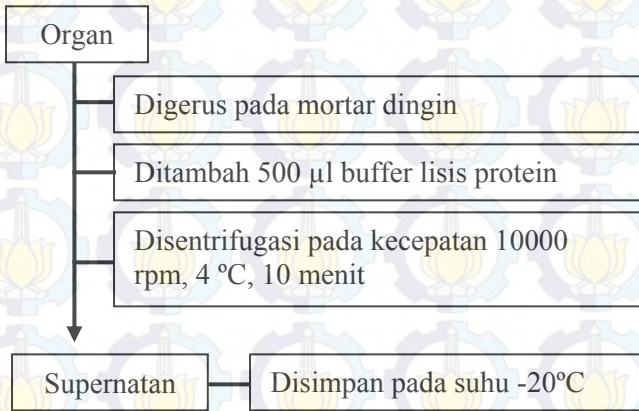 Organ
Digerus pada mortar dingin
Ditambah 500 µl buffer lisis protein
Disentrifugasi pada kecepatan 10000
rpm, 4 ºC, 10 menit
Supernatan
Disimpan pada suhu -20ºC